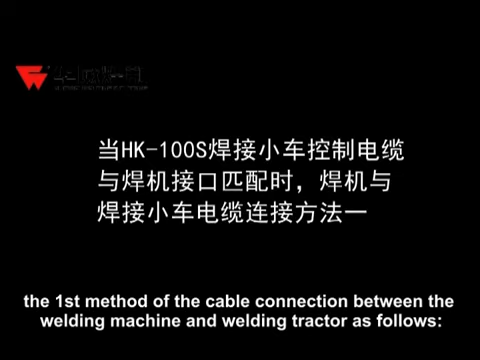 当HK-100S焊接小车控制电缆
与焊机接口匹配时，焊机与
焊接小车电缆连接方法一
the 1st method of the cable connection between the
welding machine and welding tractor as follows: